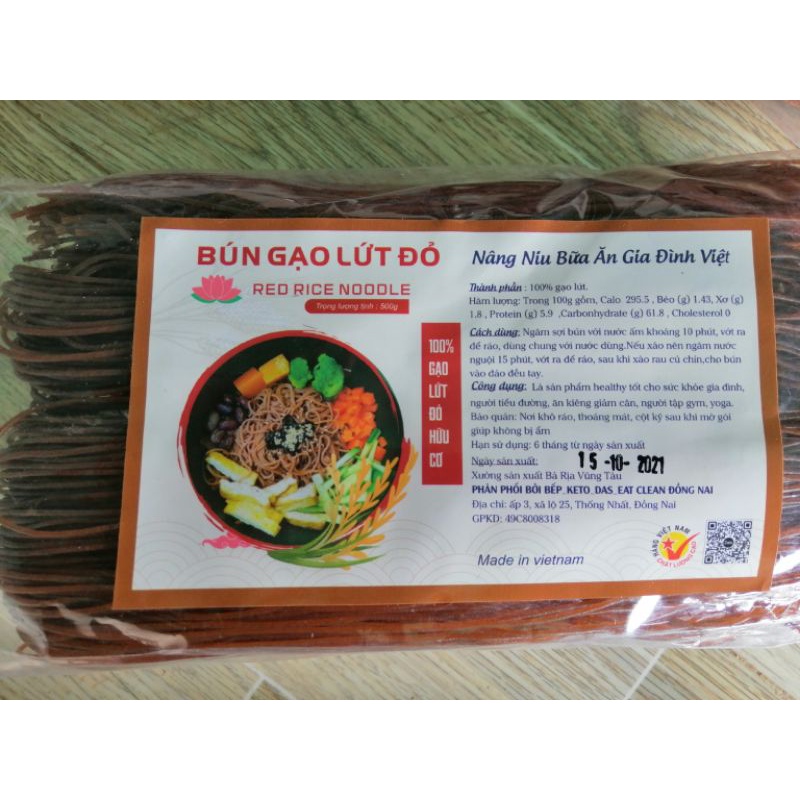 BÚN GẠO LỨT ĐỎ
RED RICE NOODLE
Trọng lượng tịnh : 500g
100%
GẠO
LỨT
ĐỎ
HỮU
CƠ
Nâng Niu Bữa Ăn Gia Đình Việt
Thành phần : 100% gạo lứt.
Hàm lượng: Trong 100g gồm, Calo 295.5 , Béo (g) 1.43, Xơ (g)
1.8 , Protein (g) 5.9 ,Carbonhydrate (g) 61.8 , Cholesterol 0
Cách dùng: Ngâm sợi bún với nước ấm khoảng 10 phút, vớt ra
để ráo, dùng chung với nước dùng.Nếu xào nên ngâm nước
nguội 15 phút, vớt ra để ráo, sau khi xào rau củ chín,cho bún
vào đảo đều tay.
Công dụng: Là sản phẩm healthy tốt cho sức khỏe gia đình,
người tiểu đường, ăn kiêng giảm cân, người tập gym, yoga.
Bảo quản: Nơi khô ráo, thoáng mát, cột kỹ sau khi mở gói
giúp không bị ẩm
Hạn sử dụng: 6 tháng từ ngày sản xuất
Ngày sản xuất: 15 -10- 2021
Xưởng sản xuất Bà Rịa Vũng Tàu
PHÂN PHỐI BỞI BẾP_KETO_DAS_EAT CLEAN ĐỒNG NAI
Địa chỉ: ấp 3, xã lộ 25, Thống Nhất, Đồng Nai
GPKD: 49C8008318
Made in vietnam
HÀNG VIỆT NAM
CHẤT LƯỢNG CAO